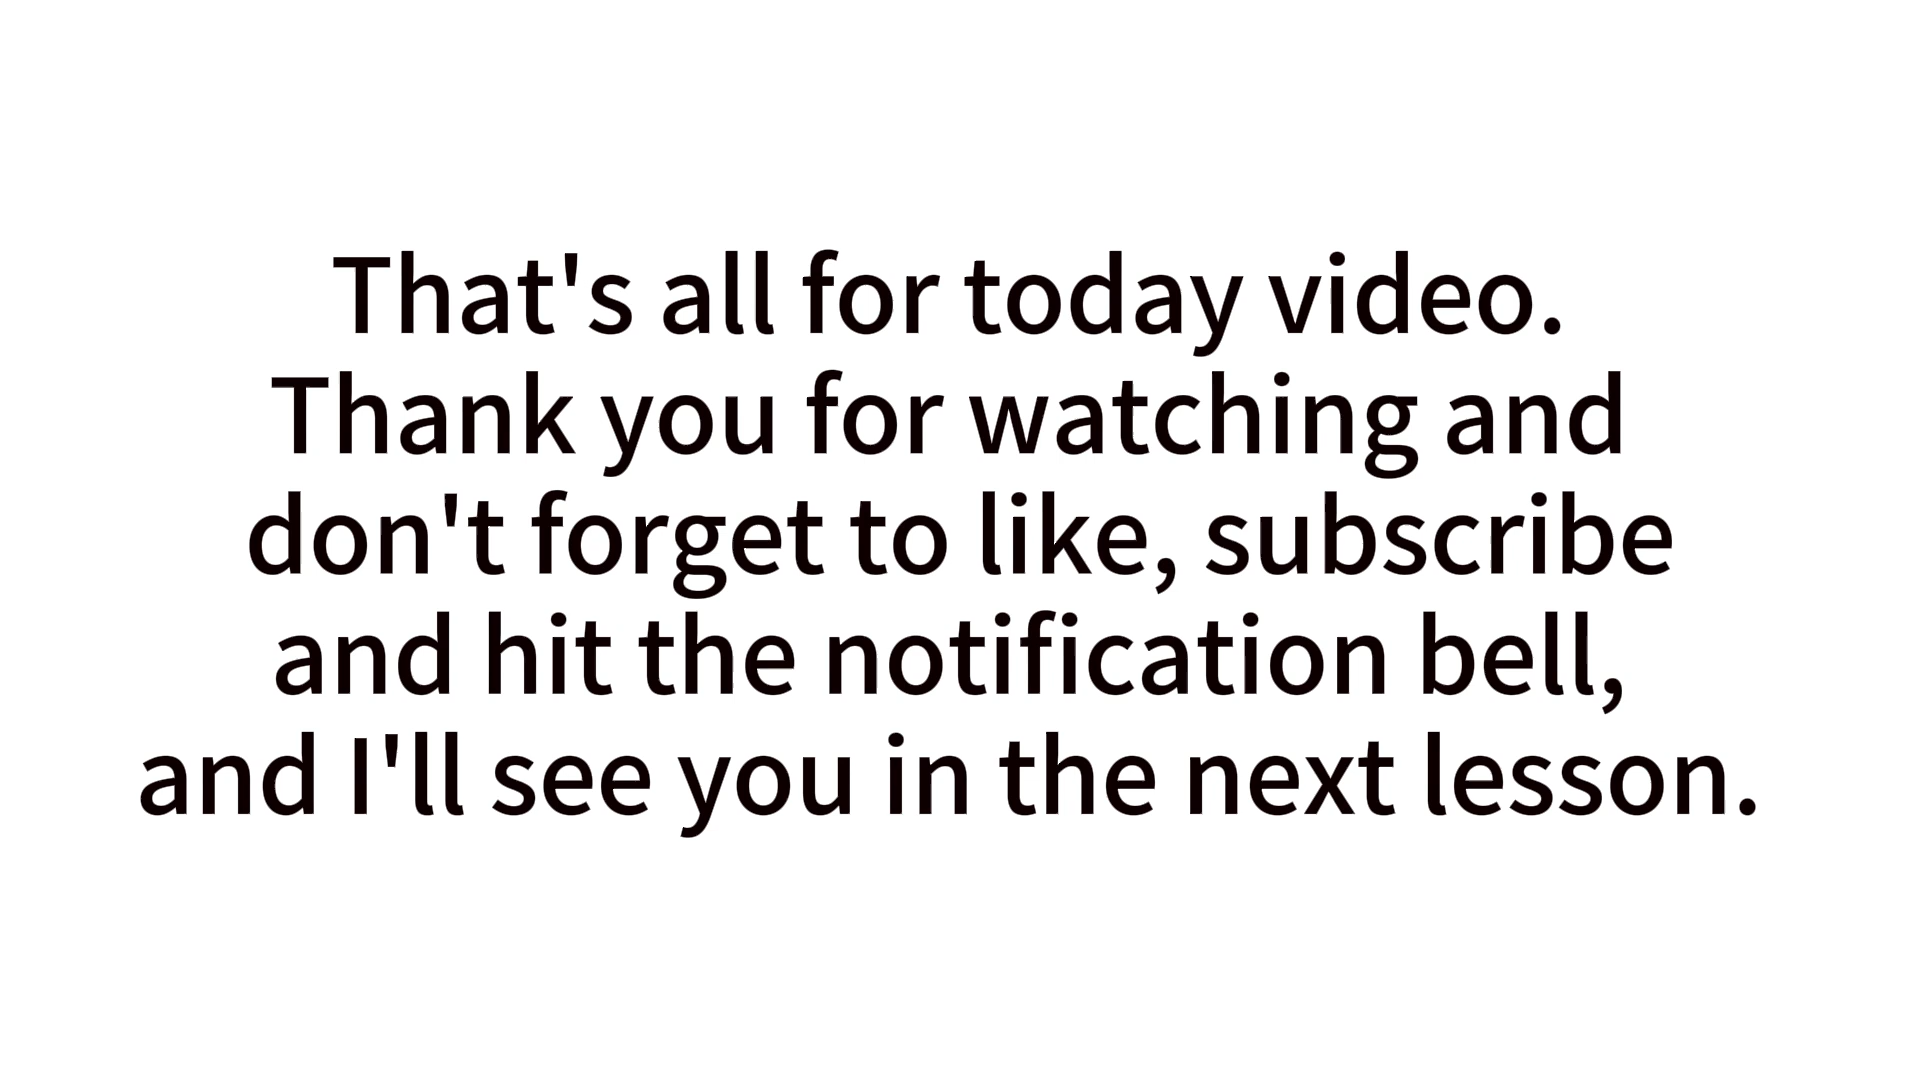 That's all for today video.
Thank you for watching and
don't forget to like, subscribe
and hit the notification bell,
and I'll see you in the next lesson.